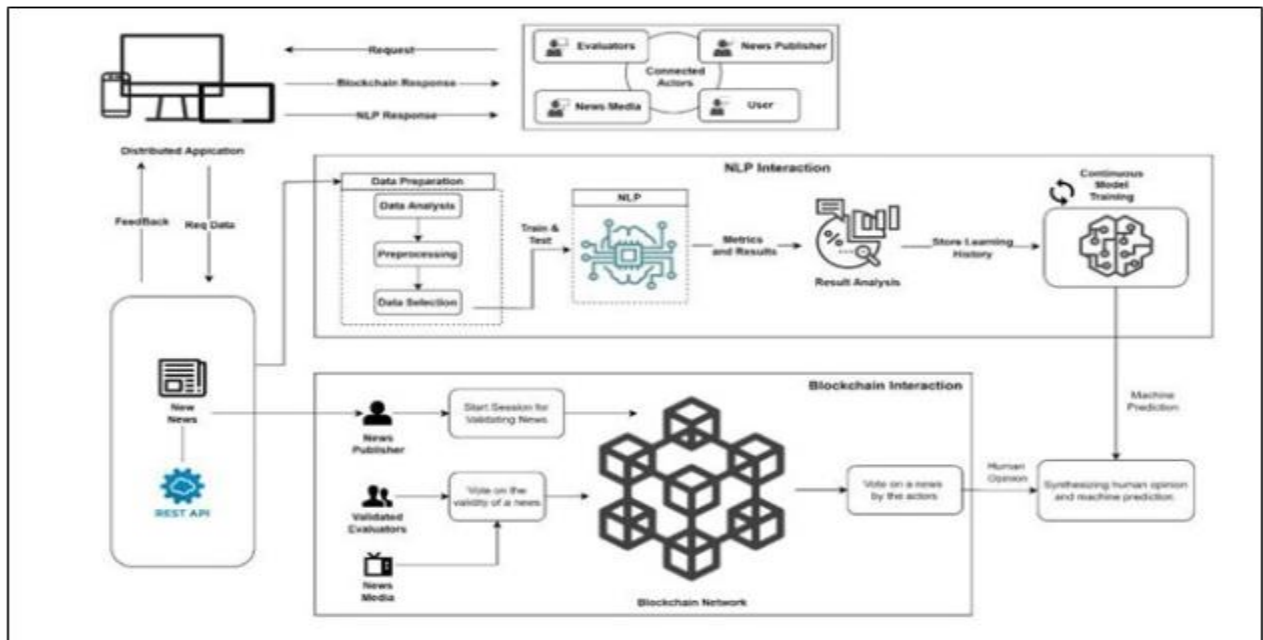 Request
Blockchain Response
NLP Response
Evaluators
News Publisher
Connected
Actors
News Media
User
Distributed Appication
FeedBack
Req Data
NLP Interaction
Data Preparation
Data Analysis
Preprocessing
Data Selection
Train &
Test
NLP
Metrics
and Results
Result Analysis
Store Learning
History
Continuous
Model
Training
New
News
REST API
Blockchain Interaction
News
Publisher
Start Session for
Validating News
Validated
Evaluators
Vote on the
validity of a news
News
Media
Blockchain Network
Vote on a news
by the actors
Human
Opinion
Machine
Prediction
Synthesizing human opinion
and machine prediction